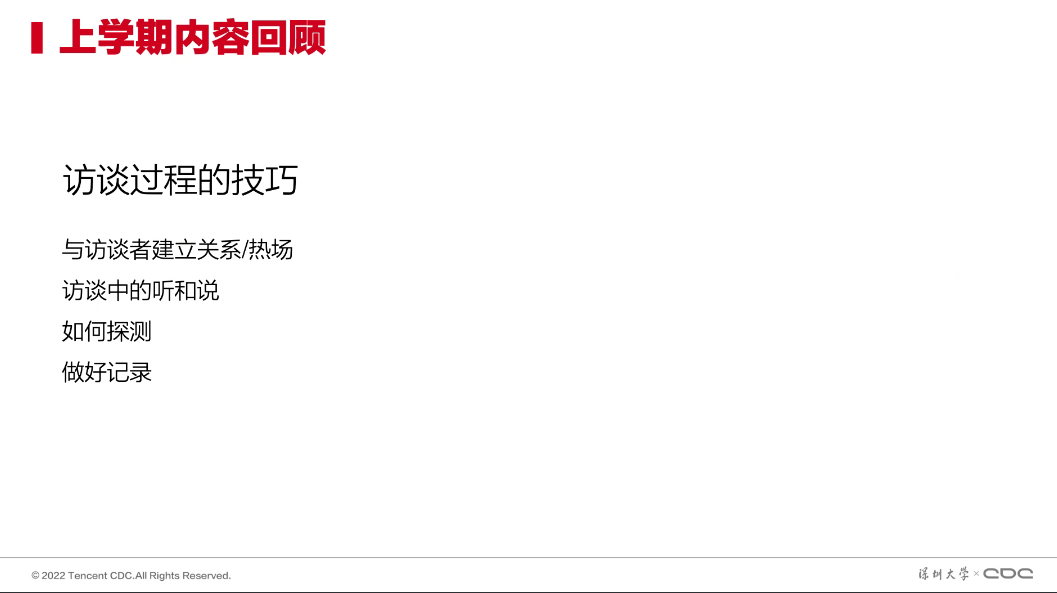 上学期内容回顾
访谈过程的技巧
与访谈者建立关系/热场
访谈中的听和说
如何探测
做好记录
© 2022 Tencent CDC.All Rights Reserved.
深圳大学 × CDC